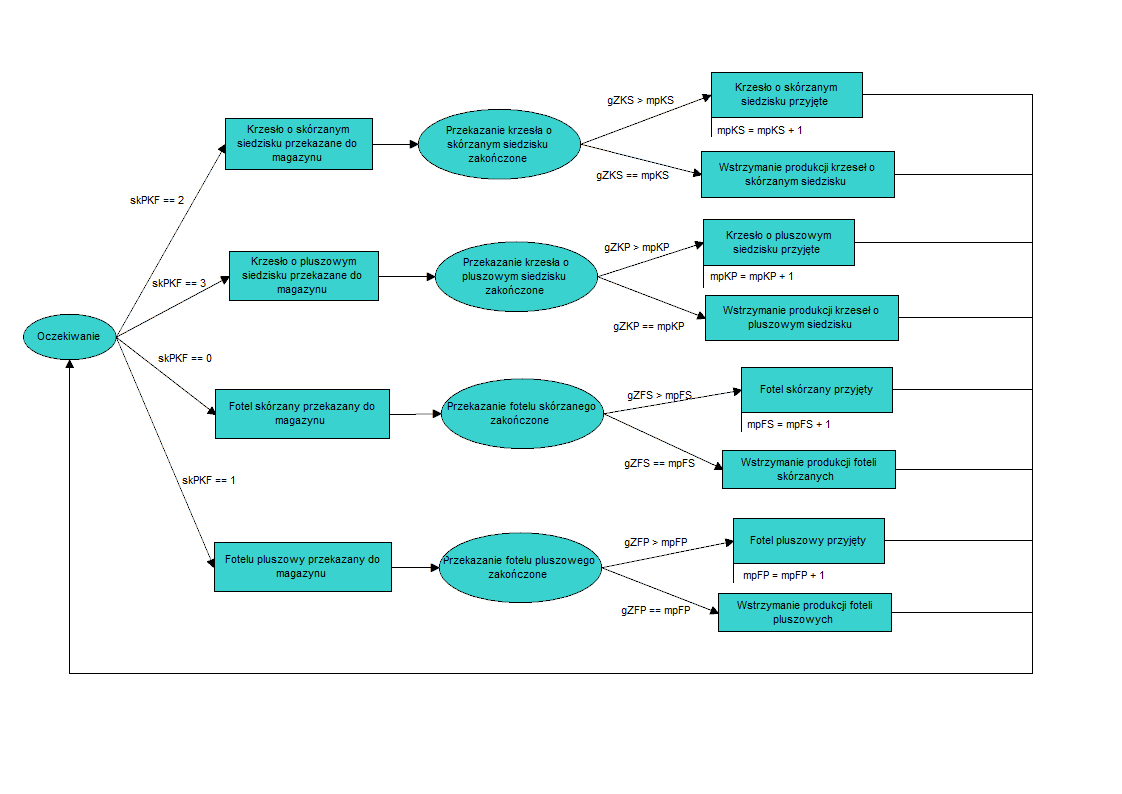 Krzesło o skórzanym
siedzisku przyjęte
gZKS > mpKS
mpKS = mpKS + 1
Krzesło o skórzanym
siedzisku przekazane do
magazynu
Przekazanie krzesła o
skórzanym siedzisku
zakończone
gZKS == mpKS
Wstrzymanie produkcji krzeseł o
skórzanym siedzisku
skPKF == 2
Krzesło o pluszowym
siedzisku przyjęte
gZKP > mpKP
mpKP = mpKP + 1
Krzesło o pluszowym
siedzisku przekazane do
magazynu
Przekazanie krzesła o
pluszowym siedzisku
zakończone
skPKF == 3
gZKP == mpKP
Wstrzymanie produkcji krzeseł o
pluszowym siedzisku
Oczekiwanie
skPKF == 0
gZFS > mpFS
Fotel skórzany przyjęty
mpFS = mpFS + 1
Fotel skórzany przekazany do
magazynu
Przekazanie fotelu skórzanego
zakończone
gZFS == mpFS
Wstrzymanie produkcji foteli
skórzanych
skPKF == 1
gZFP > mpFP
Fotel pluszowy przyjęty
mpFP = mpFP + 1
Fotelu pluszowy przekazany do
magazynu
Przekazanie fotelu pluszowego
zakończone
gZFP == mpFP
Wstrzymanie produkcji foteli
pluszowych